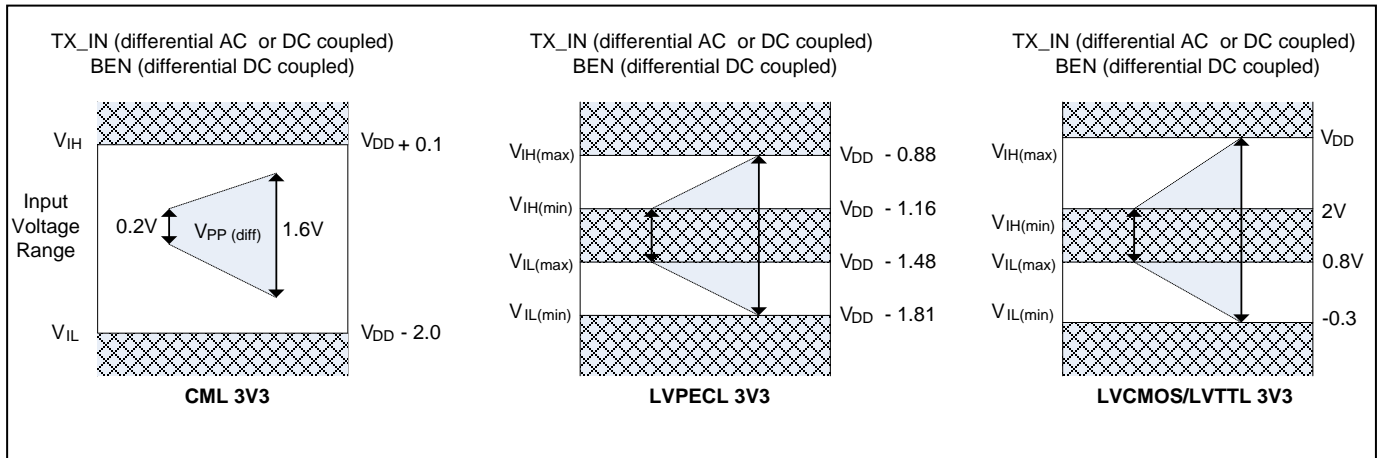 TX_IN (differential AC or DC coupled)
BEN (differential DC coupled)
VIH
VDD + 0.1
Input
Voltage
Range
0.2V
VPP (diff)
1.6V
VIL
VDD - 2.0
CML 3V3
TX_IN (differential AC or DC coupled)
BEN (differential DC coupled)
VIH(max)
VDD - 0.88
VIH(min)
VDD - 1.16
VIL(max)
VDD - 1.48
VIL(min)
VDD - 1.81
LVPECL 3V3
TX_IN (differential AC or DC coupled)
BEN (differential DC coupled)
VDD
VIH(max)
2V
VIH(min)
VIL(max)
0.8V
VIL(min)
-0.3
LVCMOS/LVTTL 3V3